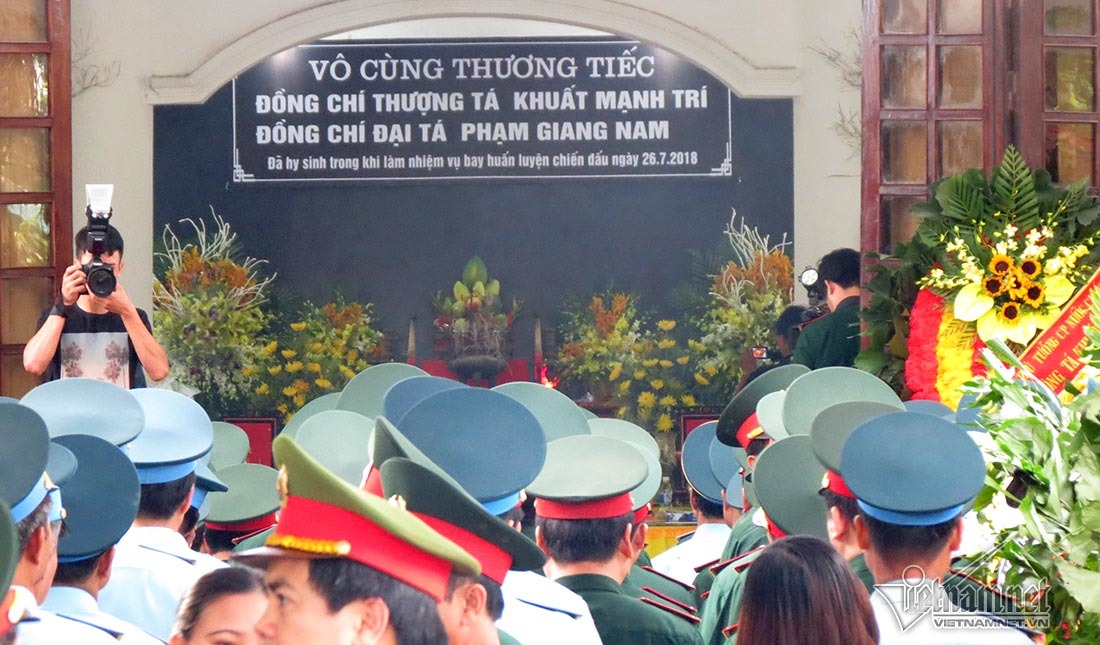 VÔ CÙNG THƯƠNG TIẾC
ĐỒNG CHÍ THƯỢNG TÁ KHUẤT MẠNH TRÍ
ĐỒNG CHÍ ĐẠI TÁ PHẠM GIANG NAM
Đã hy sinh trong khi làm nhiệm vụ bay huấn luyện chiến đấu ngày 26.7.2018
Vietnamnet
VIETNAMNET.VN